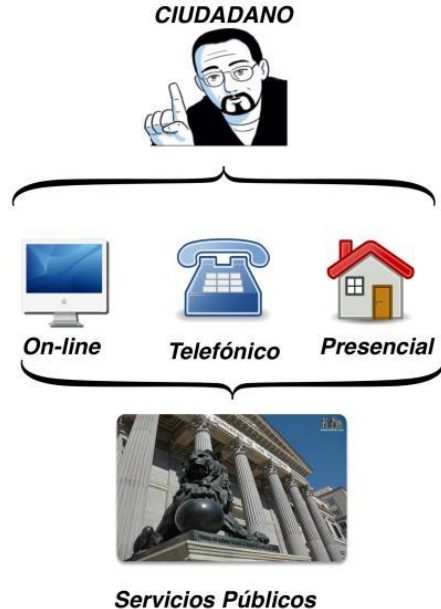 CIUDADANO
On-line
Telefónico
Presencial
Servicios Públicos